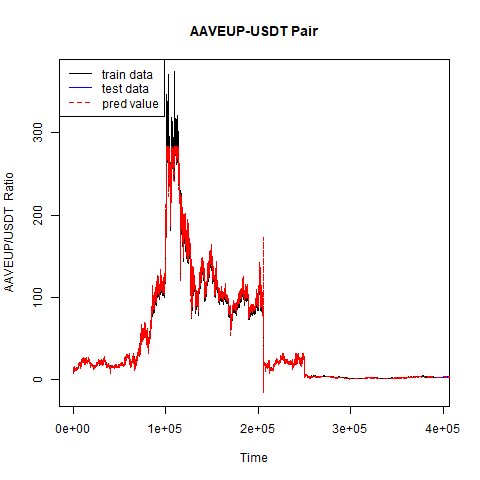 AAVEUP-USDT Pair
train data
test data
pred value
AAVEUP/USDT Ratio
300
200
100
0
0e+00 1e+05 2e+05 3e+05 4e+05
Time